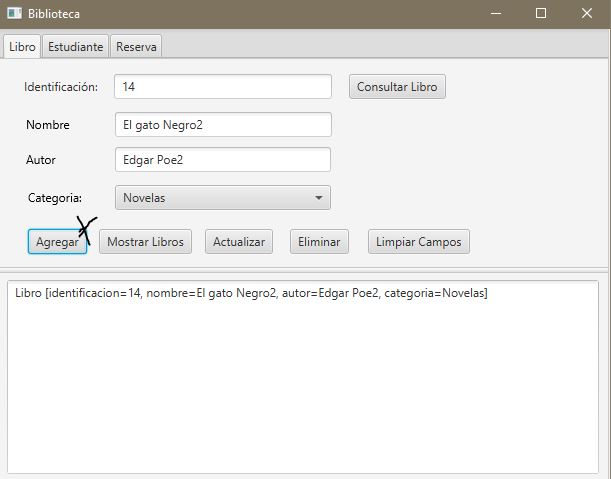 Biblioteca
Libro Estudiante Reserva
Identificación: 14 Consultar Libro
Nombre El gato Negro2
Autor Edgar Poe2
Categoria: Novelas
X
Agregar Mostrar Libros Actualizar Eliminar Limpiar Campos
Libro [identificacion=14, nombre=El gato Negro2, autor=Edgar Poe2, categoria=Novelas]